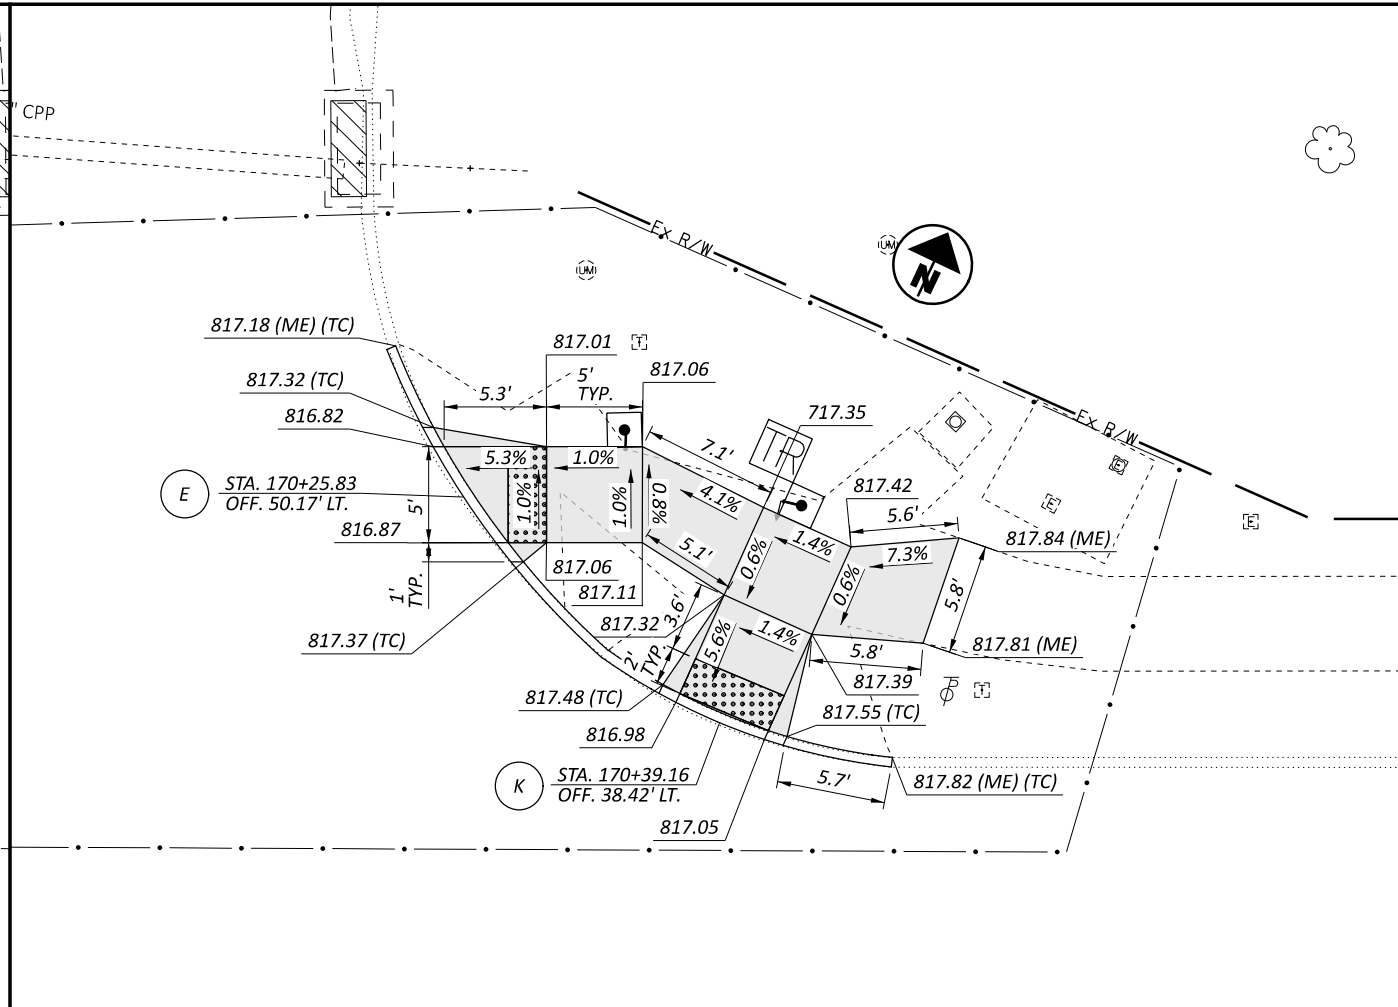 " CPP
Ex R/W
UM
UM
N
817.18 (ME) (TC)
817.01
T
817.32 (TC)
5'
TYP.
817.06
5.3'
816.82
717.35
7.1'
TR
Ex R/W
5.3%
1.0%
4.1%
E
STA. 170+25.83
OFF. 50.17' LT.
1.0%
1.0%
0.8%
817.42
5.6'
E
E
E
5'
816.87
1.4%
817.84 (ME)
7.3%
5.1'
0.6%
0.6%
817.06
817.11
1'
TYP.
5.8'
817.32
3.6'
1.4%
5.6%
817.37 (TC)
2'
TYP.
5.8'
817.81 (ME)
817.39
T
817.48 (TC)
817.55 (TC)
816.98
K
STA. 170+39.16
OFF. 38.42' LT.
5.7'
817.82 (ME) (TC)
817.05